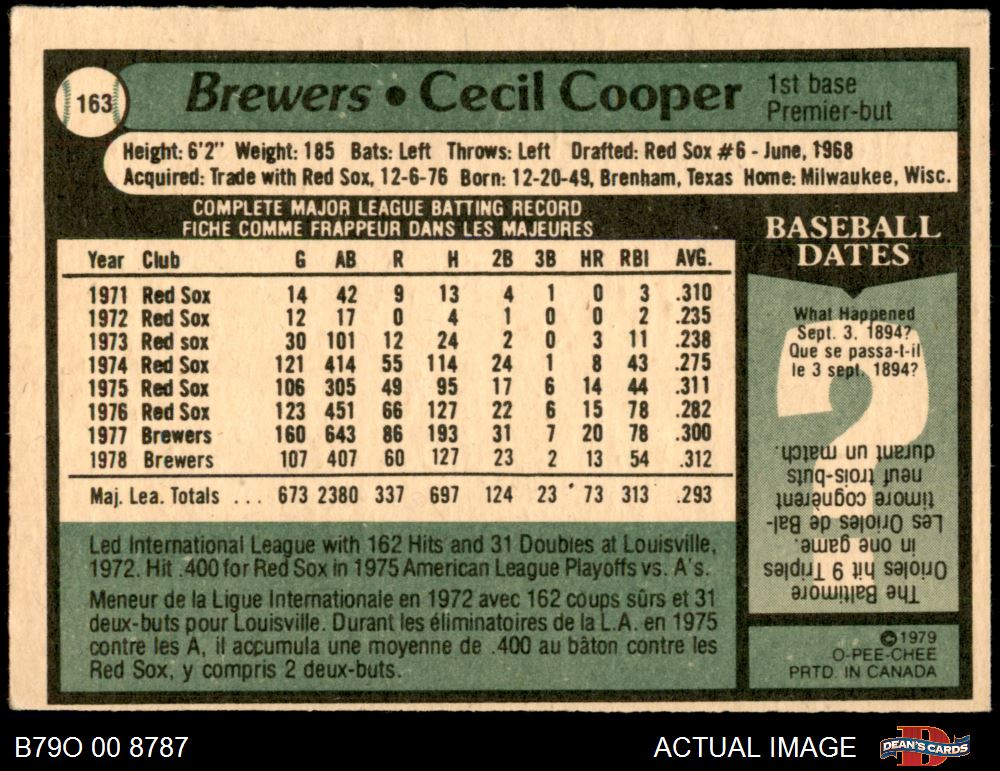 163
Brewers • Cecil Cooper
1st base
Premier-but
Height: 6'2" Weight: 185 Bats: Left Throws: Left Drafted: Red Sox #6 - June, 1968
Acquired: Trade with Red Sox, 12-6-76 Born: 12-20-49, Brenham, Texas Home: Milwaukee, Wisc.
COMPLETE MAJOR LEAGUE BATTING RECORD
FICHE COMME FRAPPEUR DANS LES MAJEURES
Year Club G AB R H 2B 3B HR RBI AVG.
1971 Red Sox 14 42 9 13 4 1 0 3 .310
1972 Red Sox 12 17 0 4 1 0 0 2 .235
1973 Red sox 30 101 12 24 2 0 3 11 .238
1974 Red Sox 121 414 55 114 24 1 8 43 .275
1975 Red Sox 106 305 49 95 17 6 14 44 .311
1976 Red Sox 123 451 66 127 22 6 15 78 .282
1977 Brewers 160 643 86 193 31 7 20 78 .300
1978 Brewers 107 407 60 127 23 2 13 54 .312
Maj. Lea. Totals ... 673 2380 337 697 124 23 73 313 .293
Led International League with 162 Hits and 31 Doubles at Louisville,
1972. Hit .400 for Red Sox in 1975 American League Playoffs vs. A's.
Meneur de la Ligue Internationale en 1972 avec 162 coups sûrs et 31
deux-buts pour Louisville. Durant les éliminatoires de la L.A. en 1975
contre les A, il accumula une moyenne de .400 au bâton contre les
Red Sox, y compris 2 deux-buts.
BASEBALL
DATES
What Happened
Sept. 3, 1894?
Que se passa-t-il
le 3 sept. 1894?
The Baltimore
Orioles hit 9 Triples
in one game.
Les Orioles de Bal-
timore cognèrent
neuf trois-buts
durant un match.
©1979
O-PEE-CHEE
PRTD. IN CANADA
B79O 00 8787
ACTUAL IMAGE
DEAN'S CARDS